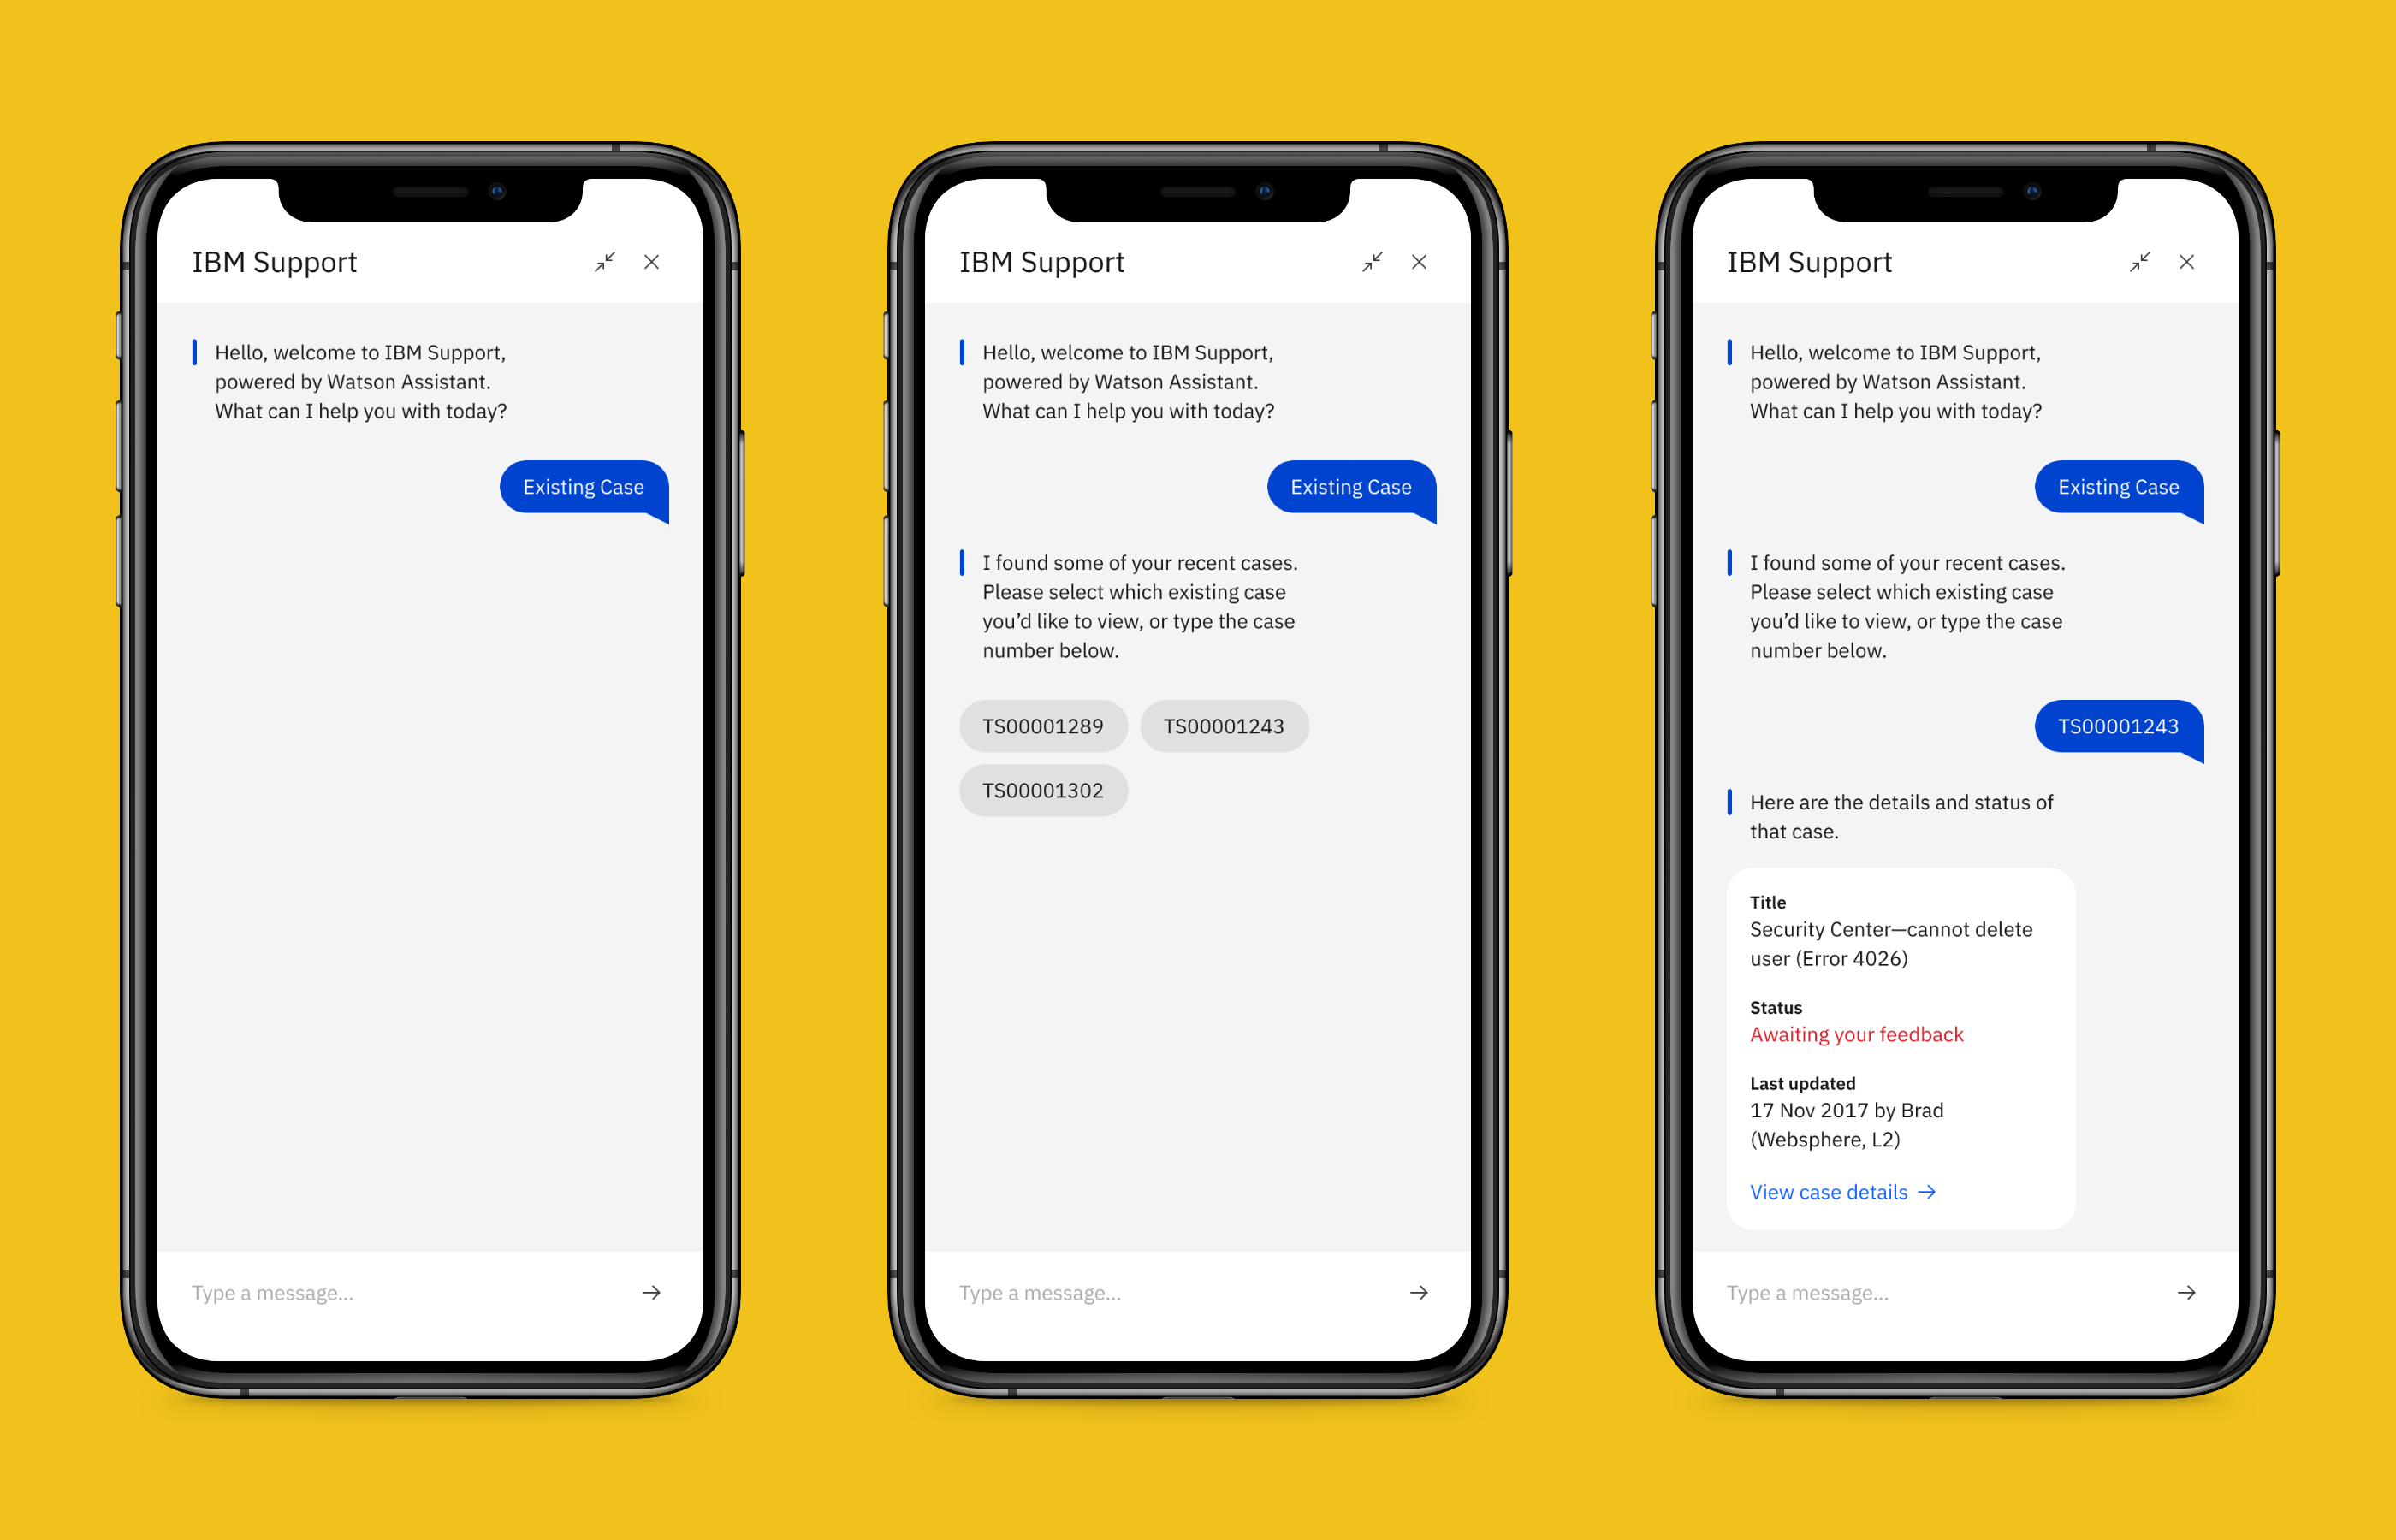 IBM Support
Hello, welcome to IBM Support,
powered by Watson Assistant.
What can I help you with today?
Existing Case
Type a message...
IBM Support
Hello, welcome to IBM Support,
powered by Watson Assistant.
What can I help you with today?
Existing Case
I found some of your recent cases.
Please select which existing case
you’d like to view, or type the case
number below.
TS00001289 TS00001243
TS00001302
Type a message...
IBM Support
Hello, welcome to IBM Support,
powered by Watson Assistant.
What can I help you with today?
Existing Case
I found some of your recent cases.
Please select which existing case
you’d like to view, or type the case
number below.
TS00001243
Here are the details and status of
that case.
Title
Security Center—cannot delete
user (Error 4026)
Status
Awaiting your feedback
Last updated
17 Nov 2017 by Brad
(Websphere, L2)
View case details →
Type a message...